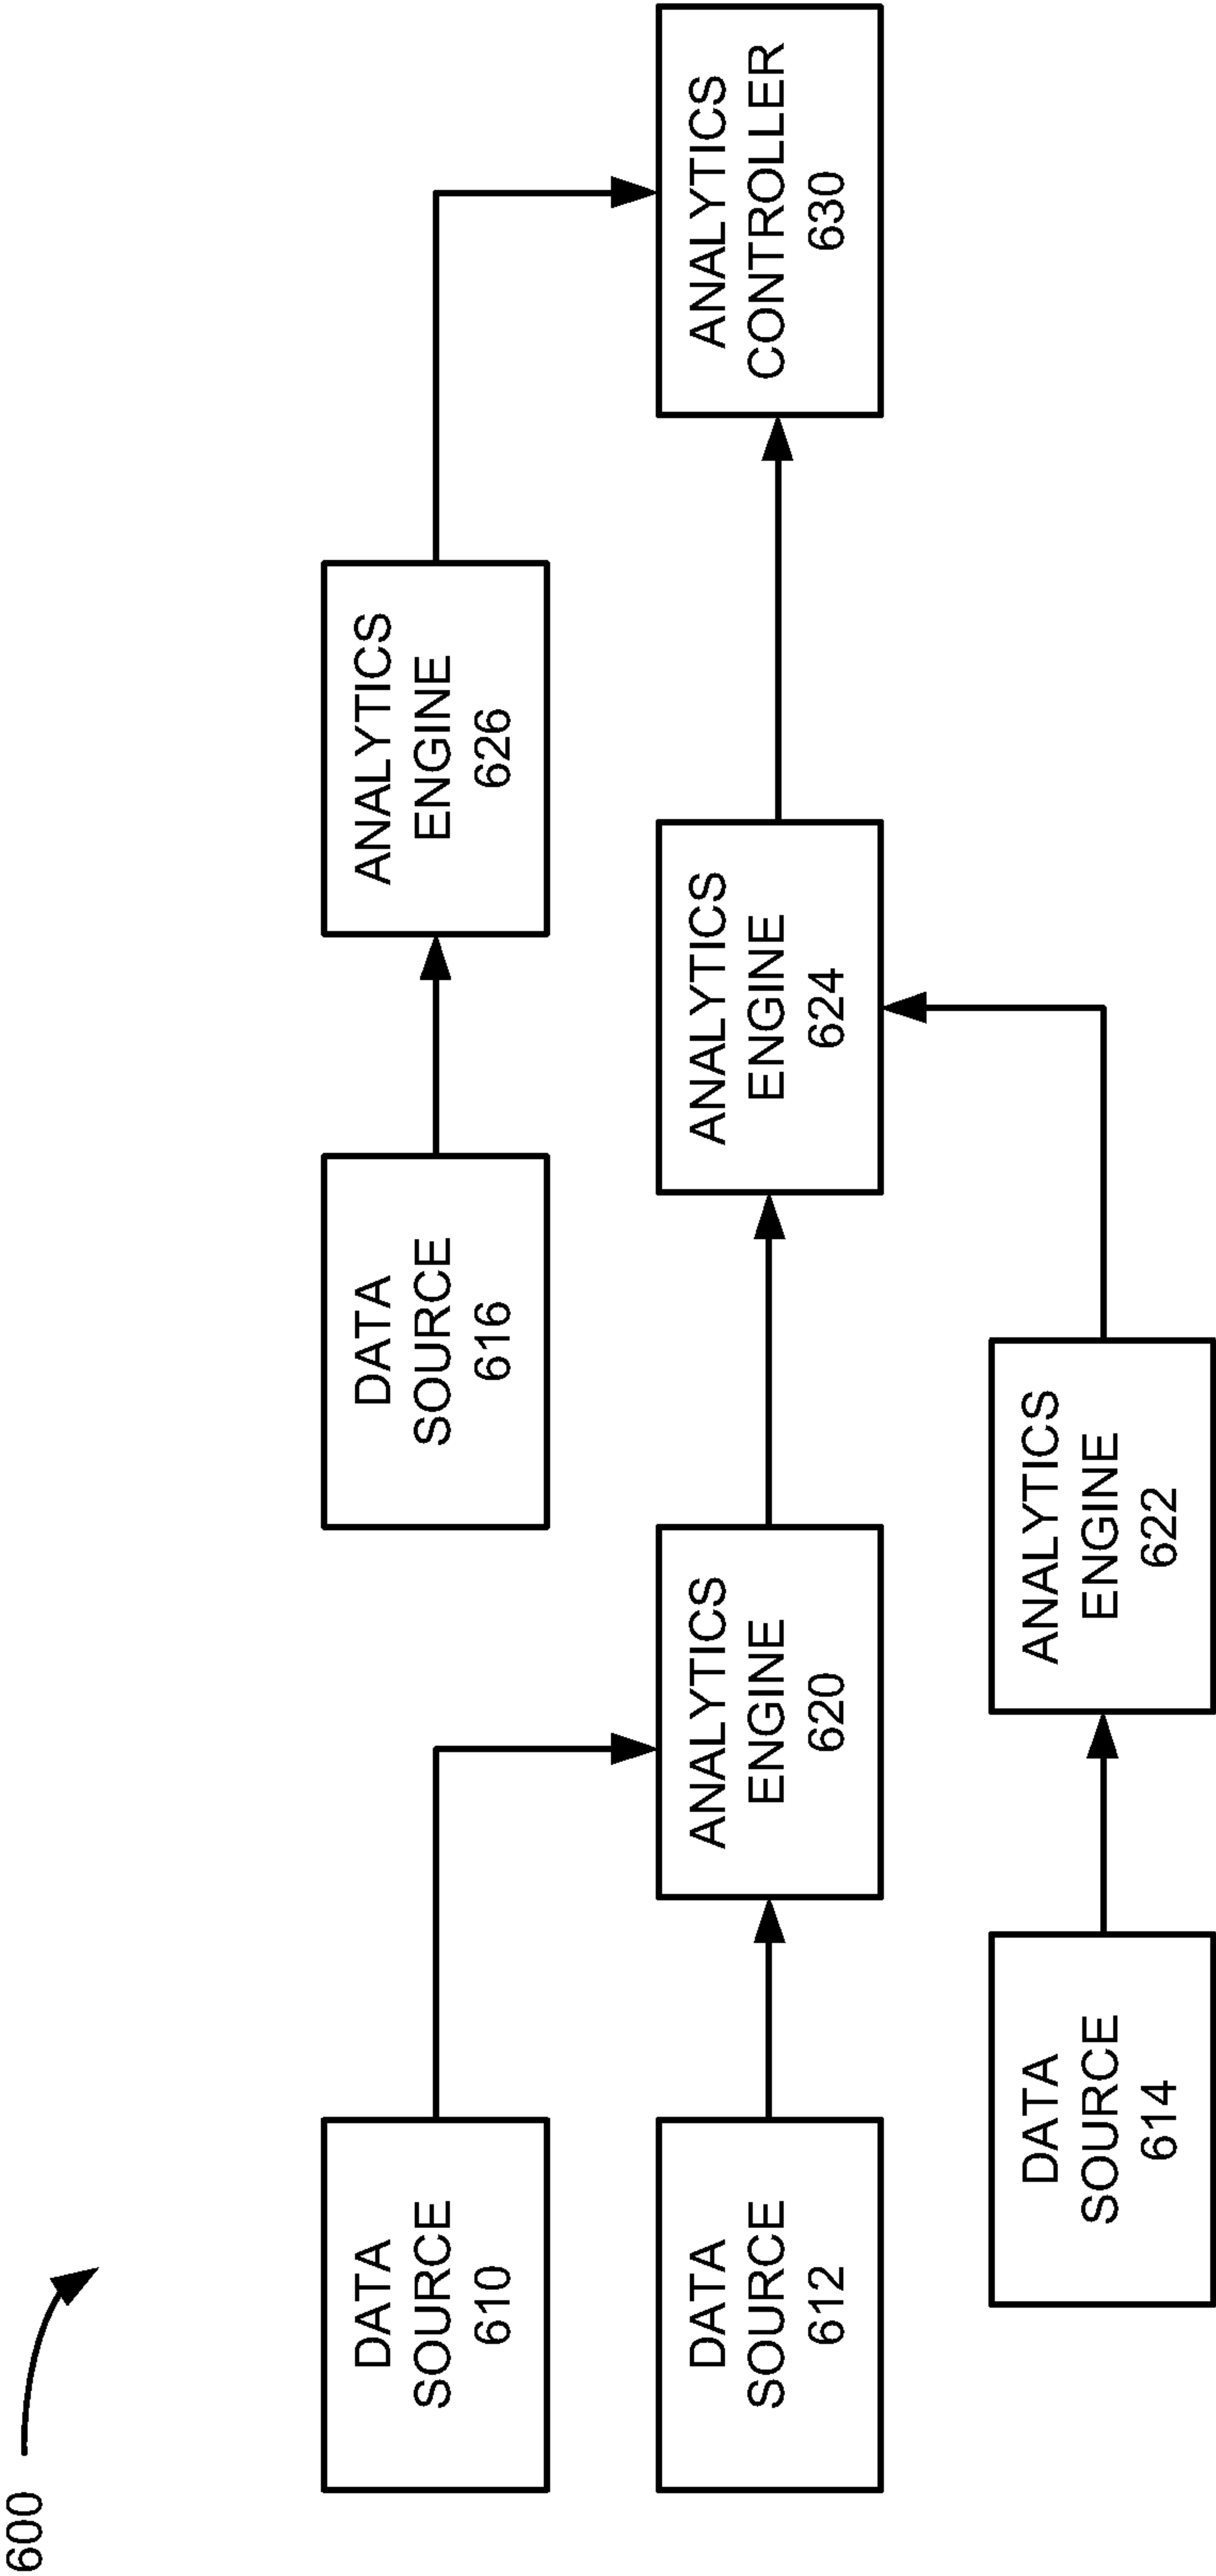 600
DATA
SOURCE
610
DATA
SOURCE
616
ANALYTICS
ENGINE
626
DATA
SOURCE
612
ANALYTICS
ENGINE
620
ANALYTICS
ENGINE
624
ANALYTICS
CONTROLLER
630
DATA
SOURCE
614
ANALYTICS
ENGINE
622